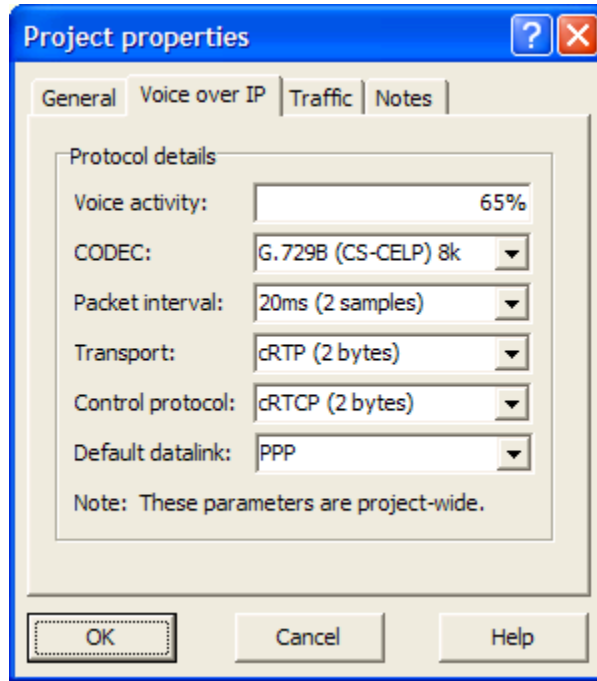 Project properties
General Voice over IP Traffic Notes
Protocol details
Voice activity: 65%
CODEC: G.729B (CS-CELP) 8k
Packet interval: 20ms (2 samples)
Transport: cRTP (2 bytes)
Control protocol: cRTCP (2 bytes)
Default datalink: PPP
Note: These parameters are project-wide.
OK Cancel Help